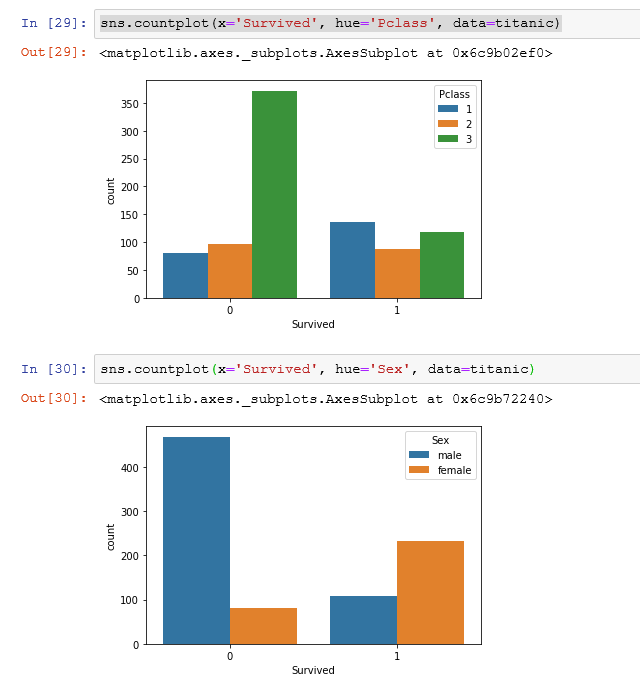 In [29]: sns.countplot(x='Survived', hue='Pclass', data=titanic)
Out[29]: <matplotlib.axes._subplots.AxesSubplot at 0x6c9b02ef0>
Pclass
1
2
3
350
300
250
200
150
100
50
0
count
0 1
Survived
In [30]: sns.countplot(x='Survived', hue='Sex', data=titanic)
Out[30]: <matplotlib.axes._subplots.AxesSubplot at 0x6c9b72240>
Sex
male
female
400
300
200
100
0
count
0 1
Survived